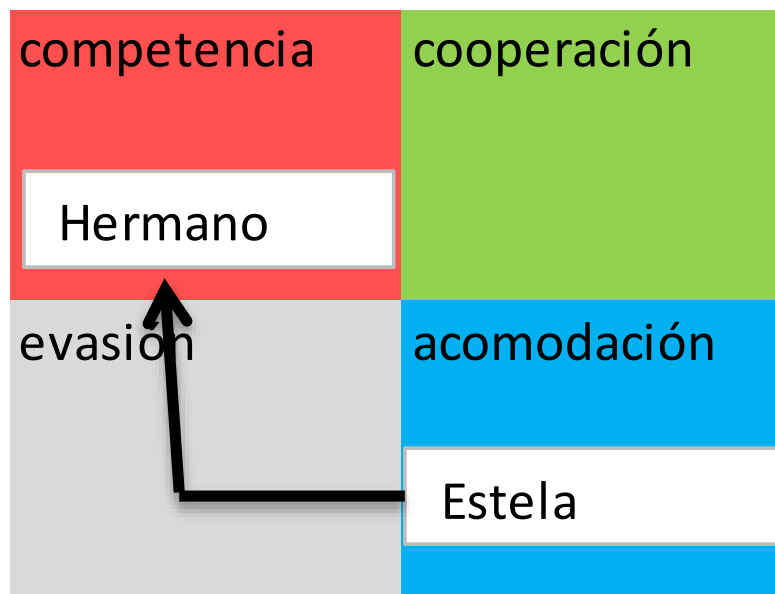 competencia
cooperación
Hermano
evasión
acomodación
Estela